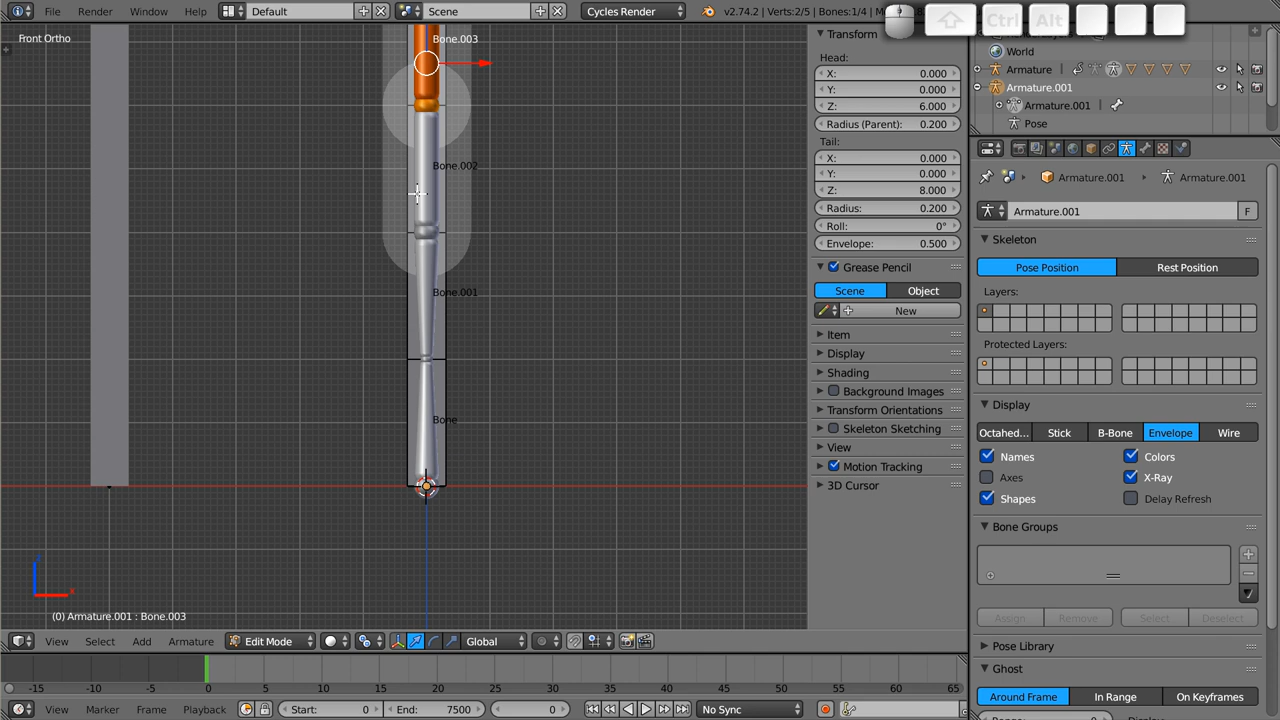 File Render Window Help Default Scene Cycles Render v2.74.2 | Verts:2/5 | Bones:1/4 | M
Ctrl Alt
Front Ortho
Bone.003
Bone.002
Bone.001
Bone
(0) Armature.001 : Bone.003
Transform
Head:
X: 0.000
Y: 0.000
Z: 6.000
Radius (Parent): 0.200
Tail:
X: 0.000
Y: 0.000
Z: 8.000
Radius: 0.200
Roll: 0°
Envelope: 0.500
Grease Pencil
Scene Object
New
Item
Display
Shading
Background Images
Transform Orientations
Skeleton Sketching
View
Motion Tracking
3D Cursor
World
Armature
Armature.001
Armature.001
Pose
Armature.001 Armature.001
Armature.001 F
Skeleton
Pose Position Rest Position
Layers:
Protected Layers:
Display
Octahed... Stick B-Bone Envelope Wire
Names Colors
Axes X-Ray
Shapes Delay Refresh
Bone Groups
Assign Remove Select Deselect
Pose Library
Ghost
Around Frame In Range On Keyframes
View Select Add Armature Edit Mode Global
-15 -10 -5 0 5 10 15 20 25 30 35 40 45 50 55 60 65
View Marker Frame Playback Start: 0 End: 7500 0 No Sync